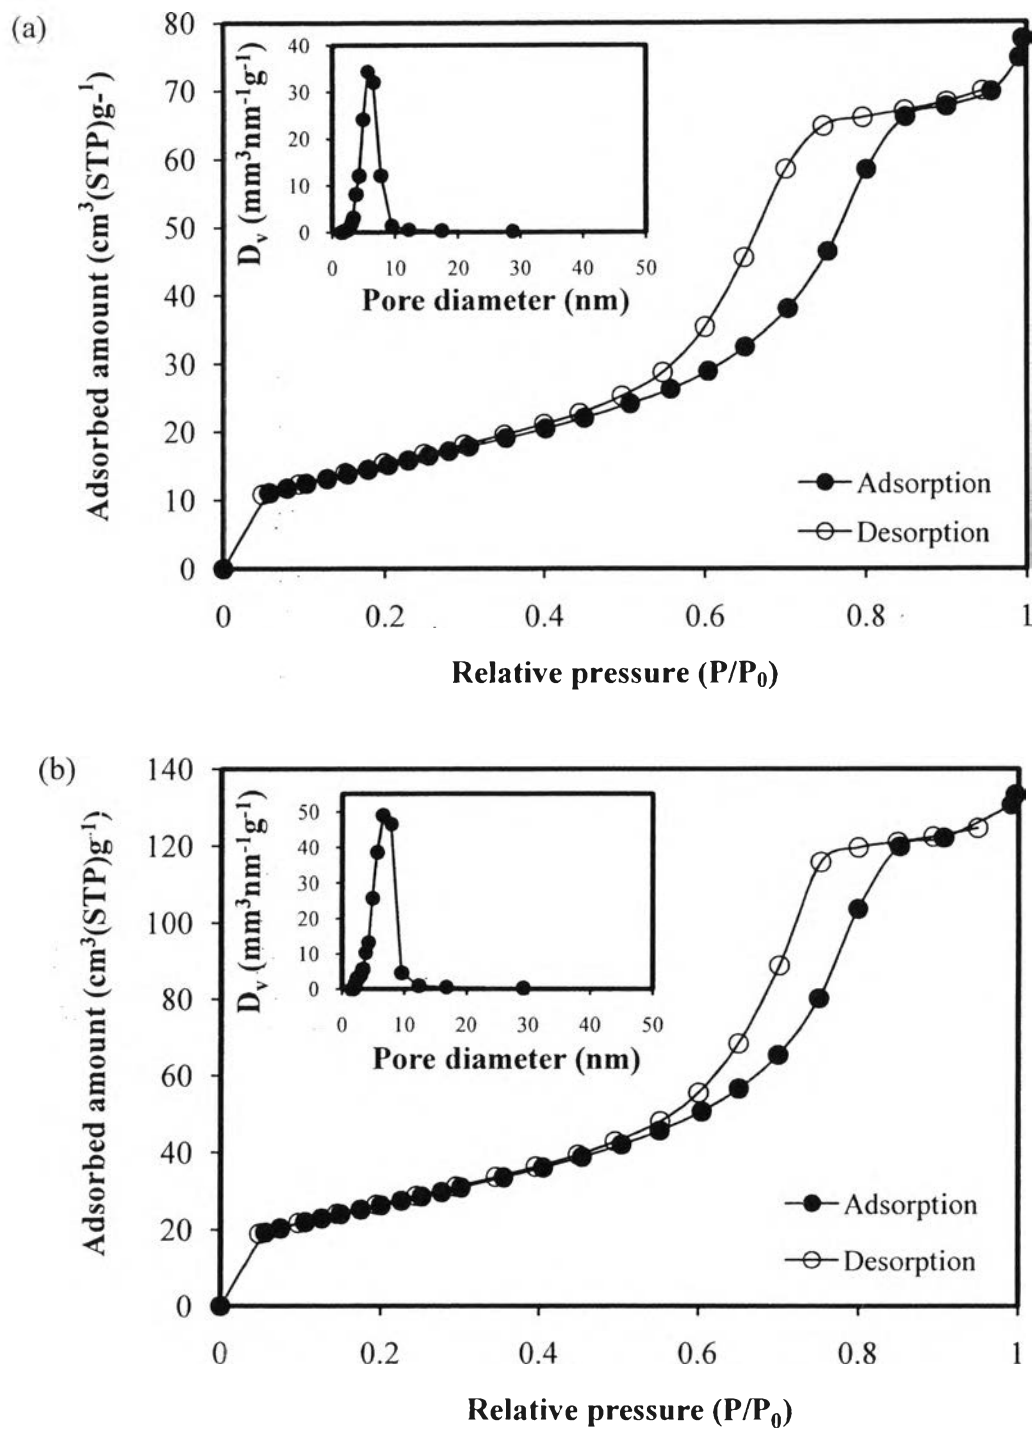 (a)
80
70
60
50
40
30
20
10
0
Adsorbed amount (cm³(STP)g-¹)
40
30
20
10
0
Dᵥ (mm³nm⁻¹g⁻¹)
0 10 20 30 40 50
Pore diameter (nm)
Adsorption
Desorption
0 0.2 0.4 0.6 0.8 1
Relative pressure (P/P₀)
(b)
140
120
100
80
60
40
20
0
Adsorbed amount (cm³(STP)g⁻¹)
50
40
30
20
10
0
Dᵥ (mm³nm⁻¹g⁻¹)
0 10 20 30 40 50
Pore diameter (nm)
Adsorption
Desorption
0 0.2 0.4 0.6 0.8 1
Relative pressure (P/P₀)